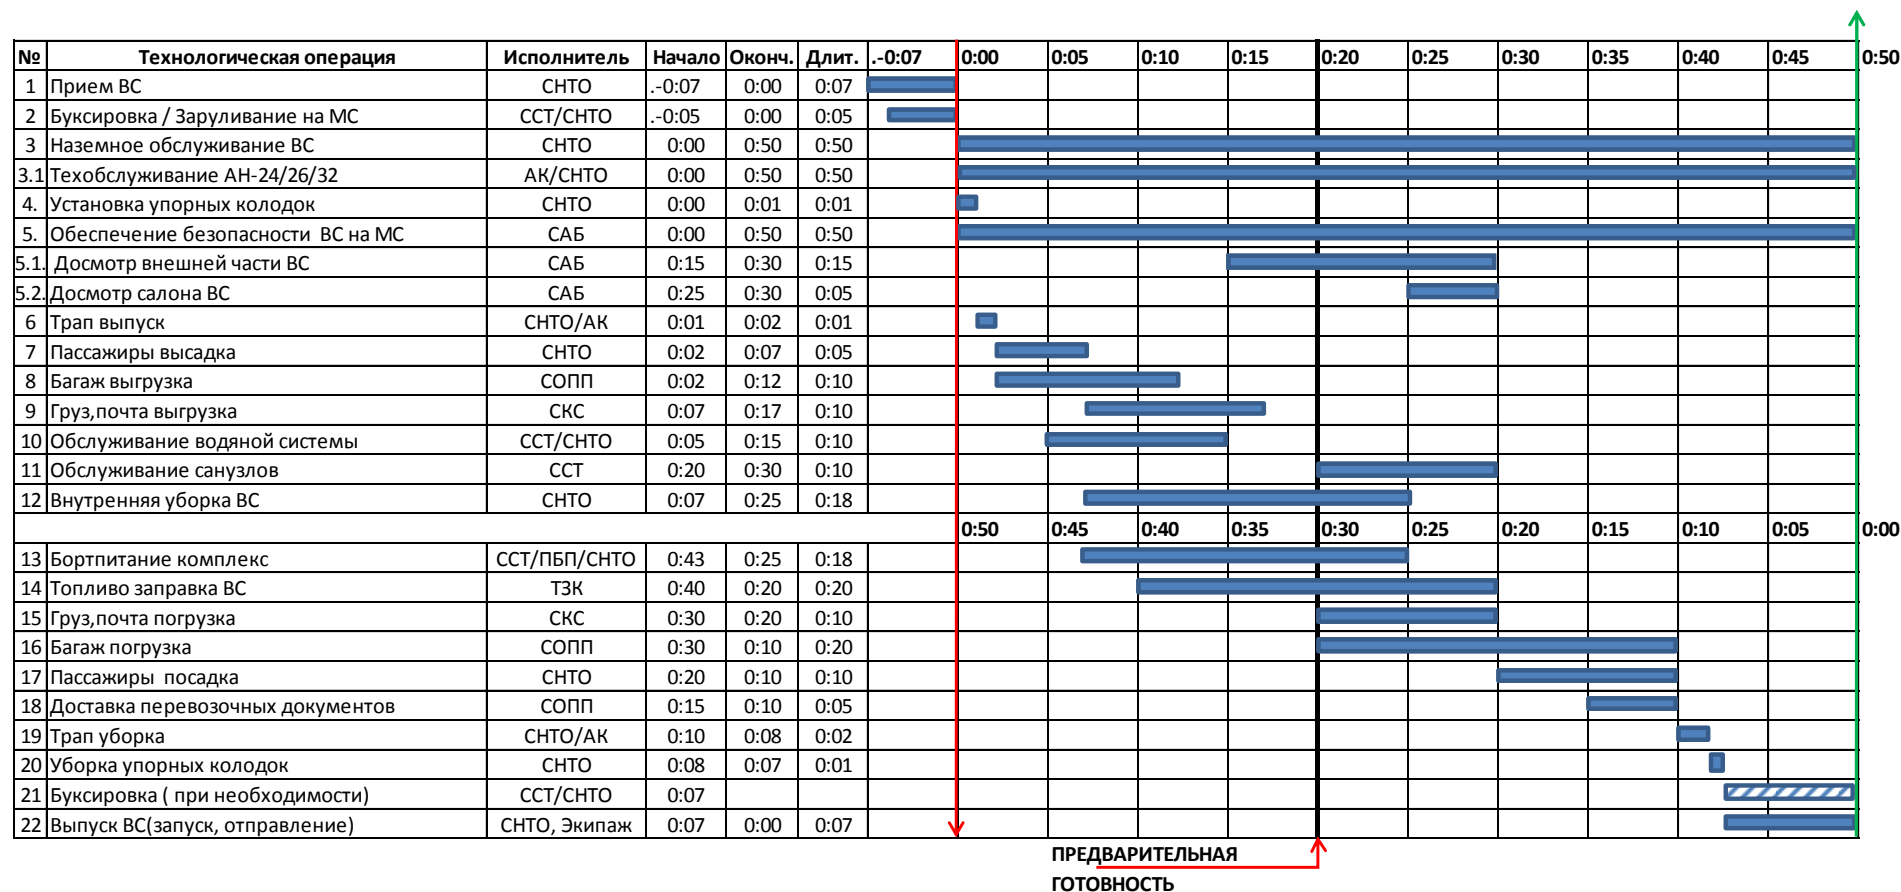 № Технологическая операция Исполнитель Начало Оконч. Длит. .-0:07 0:00 0:05 0:10 0:15 0:20 0:25 0:30 0:35 0:40 0:45 0:50
1 Прием ВС СНТО .-0:07 0:00 0:07
2 Буксировка / Заруливание на МС ССТ/СНТО .-0:05 0:00 0:05
3 Наземное обслуживание ВС СНТО 0:00 0:50 0:50
3.1 Техобслуживание АН-24/26/32 АК/СНТО 0:00 0:50 0:50
4. Установка упорных колодок СНТО 0:00 0:01 0:01
5. Обеспечение безопасности ВС на МС САБ 0:00 0:50 0:50
5.1. Досмотр внешней части ВС САБ 0:15 0:30 0:15
5.2. Досмотр салона ВС САБ 0:25 0:30 0:05
6 Трап выпуск СНТО/АК 0:01 0:02 0:01
7 Пассажиры высадка СНТО 0:02 0:07 0:05
8 Багаж выгрузка СОПП 0:02 0:12 0:10
9 Груз,почта выгрузка СКС 0:07 0:17 0:10
10 Обслуживание водяной системы ССТ/СНТО 0:05 0:15 0:10
11 Обслуживание санузлов ССТ 0:20 0:30 0:10
12 Внутренняя уборка ВС СНТО 0:07 0:25 0:18
0:50 0:45 0:40 0:35 0:30 0:25 0:20 0:15 0:10 0:05 0:00
13 Бортпитание комплекс ССТ/ПБП/СНТО 0:43 0:25 0:18
14 Топливо заправка ВС ТЗК 0:40 0:20 0:20
15 Груз,почта погрузка СКС 0:30 0:20 0:10
16 Багаж погрузка СОПП 0:30 0:10 0:20
17 Пассажиры посадка СНТО 0:20 0:10 0:10
18 Доставка перевозочных документов СОПП 0:15 0:10 0:05
19 Трап уборка СНТО/АК 0:10 0:08 0:02
20 Уборка упорных колодок СНТО 0:08 0:07 0:01
21 Буксировка ( при необходимости) ССТ/СНТО 0:07
22 Выпуск ВС(запуск, отправление) СНТО, Экипаж 0:07 0:00 0:07
ПРЕДВАРИТЕЛЬНАЯ
ГОТОВНОСТЬ